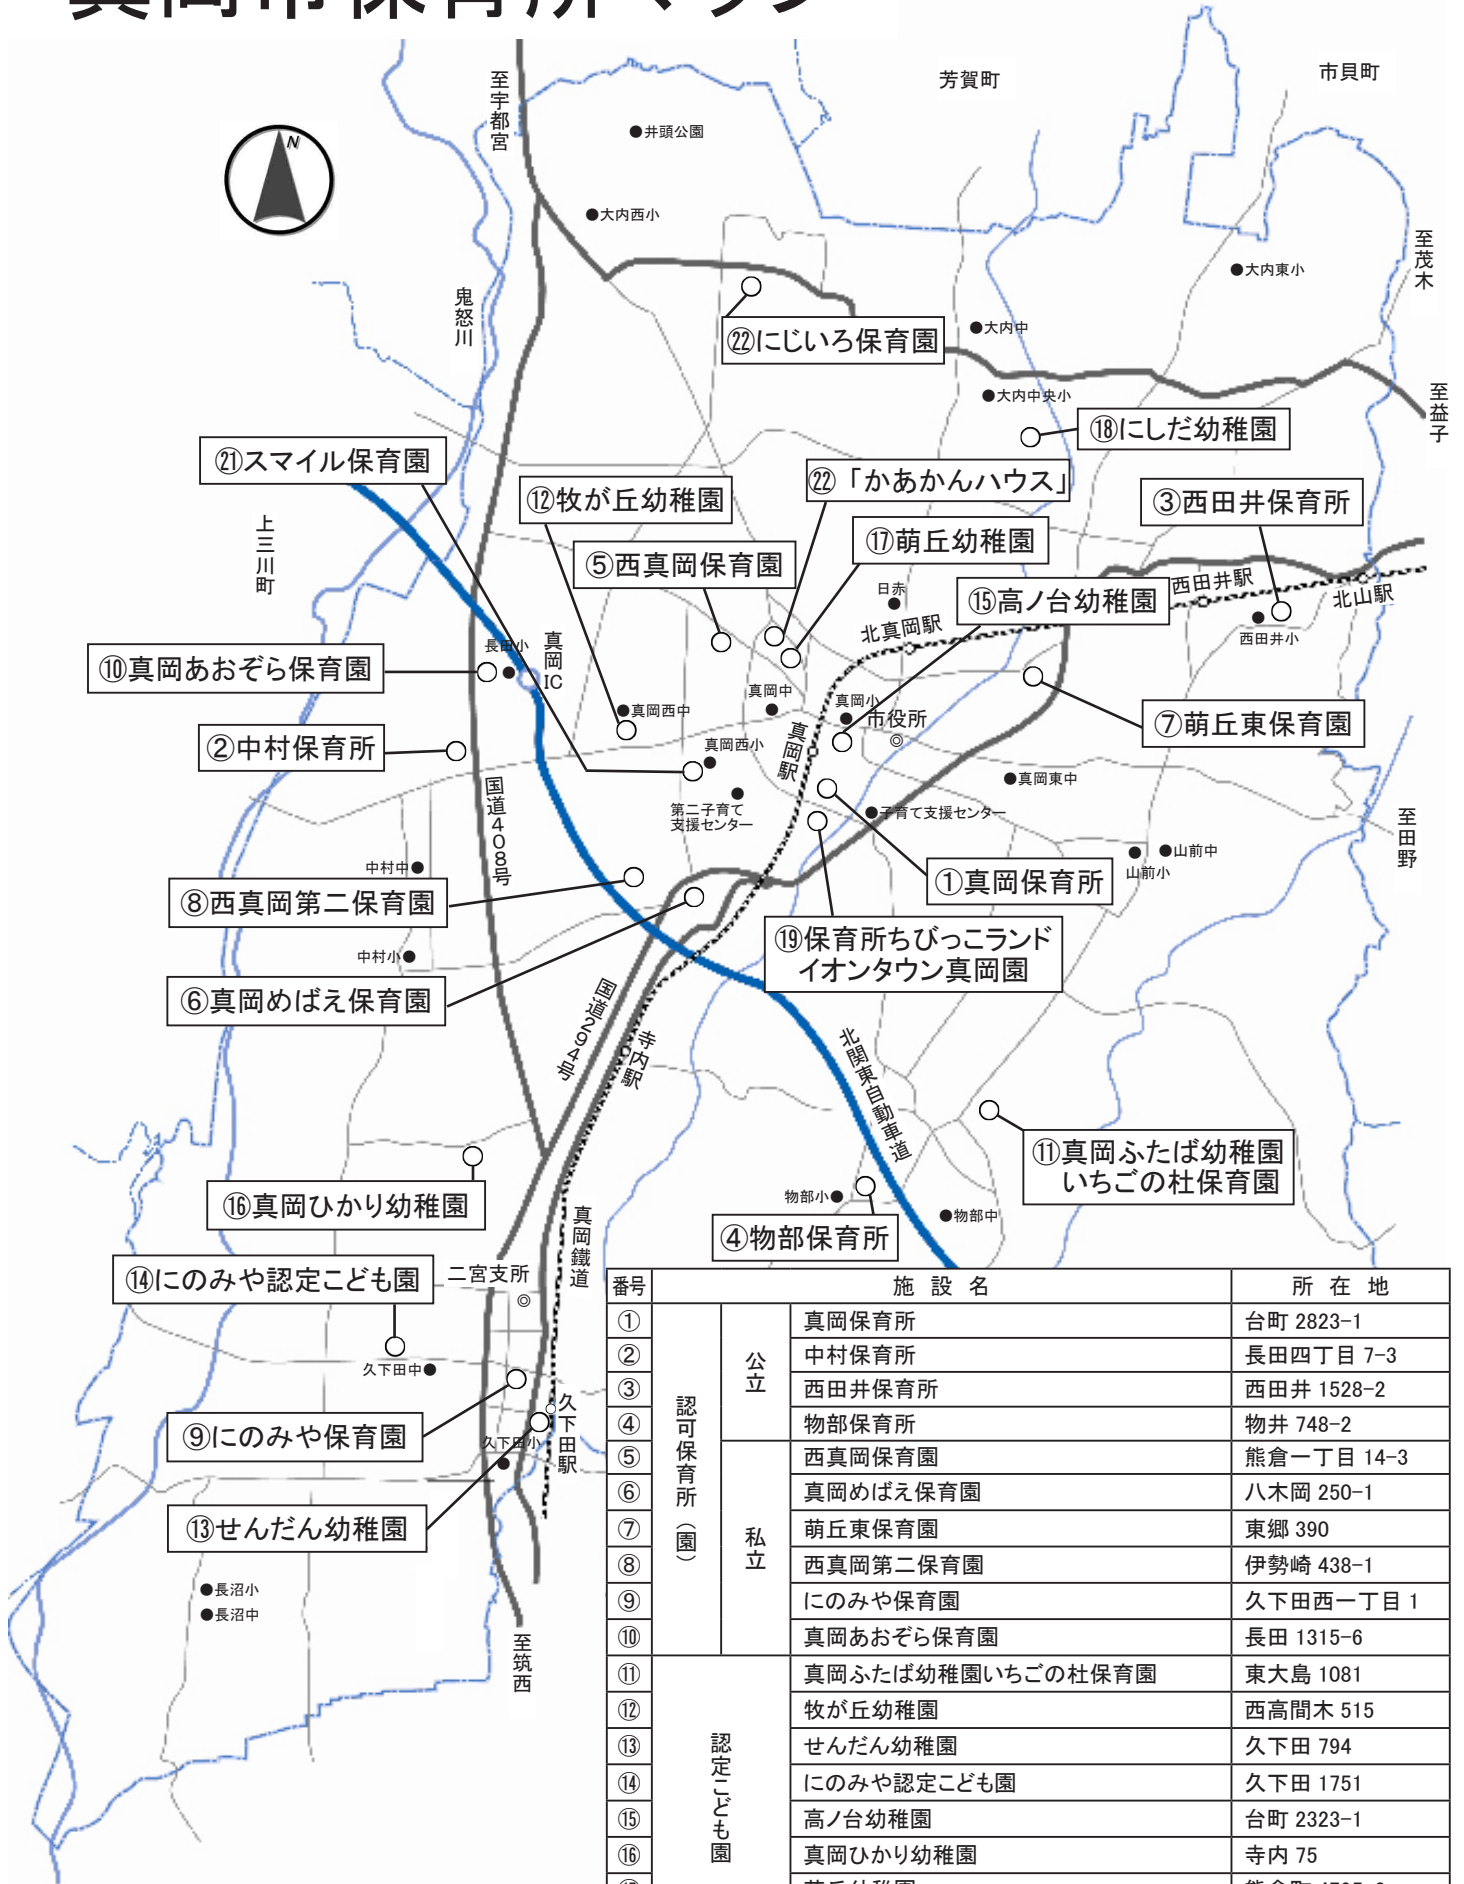 真岡市保育所マップ
芳賀町
市貝町
至宇都宮
N
●井頭公園
●大内西小
至茂木
●大内東小
鬼怒川
●大内中
㉒にじいろ保育園
●大内中央小
至益子
⑱にしだ幼稚園
㉑スマイル保育園
㉒「かあかんハウス」
⑫牧が丘幼稚園
③西田井保育所
上三川町
⑰萌丘幼稚園
⑤西真岡保育園
日赤
西田井駅
北山駅
⑮高ノ台幼稚園
北真岡駅
西田井小
長田小
真岡IC
⑩真岡あおぞら保育園
真岡中
真岡小
●真岡西中
市役所
◎
⑦萌丘東保育園
②中村保育所
真岡西小
真岡駅
国道408号
●真岡東中
第二子育て
支援センター
●子育て支援センター
至田野
●山前中
山前小
中村中●
①真岡保育所
⑧西真岡第二保育園
⑲保育所ちびっこランド
イオンタウン真岡園
中村小●
⑥真岡めばえ保育園
国道294号
寺内駅
北関東自動車道
⑪真岡ふたば幼稚園
いちごの杜保育園
⑯真岡ひかり幼稚園
物部小●
●物部中
④物部保育所
真岡鐵道
⑭にのみや認定こども園
二宮支所
◎
久下田中●
⑨にのみや保育園
久下田駅
久下田小
⑬せんだん幼稚園
●長沼小
●長沼中
至筑西
番号 施設名 所在地
認可保育所(園)
公立
① 真岡保育所 台町 2823-1
② 中村保育所 長田四丁目 7-3
③ 西田井保育所 西田井 1528-2
④ 物部保育所 物井 748-2
私立
⑤ 西真岡保育園 熊倉一丁目 14-3
⑥ 真岡めばえ保育園 八木岡 250-1
⑦ 萌丘東保育園 東郷 390
⑧ 西真岡第二保育園 伊勢崎 438-1
⑨ にのみや保育園 久下田西一丁目 1
⑩ 真岡あおぞら保育園 長田 1315-6
認定こども園
⑪ 真岡ふたば幼稚園いちごの杜保育園 東大島 1081
⑫ 牧が丘幼稚園 西高間木 515
⑬ せんだん幼稚園 久下田 794
⑭ にのみや認定こども園 久下田 1751
⑮ 高ノ台幼稚園 台町 2323-1
⑯ 真岡ひかり幼稚園 寺内 75